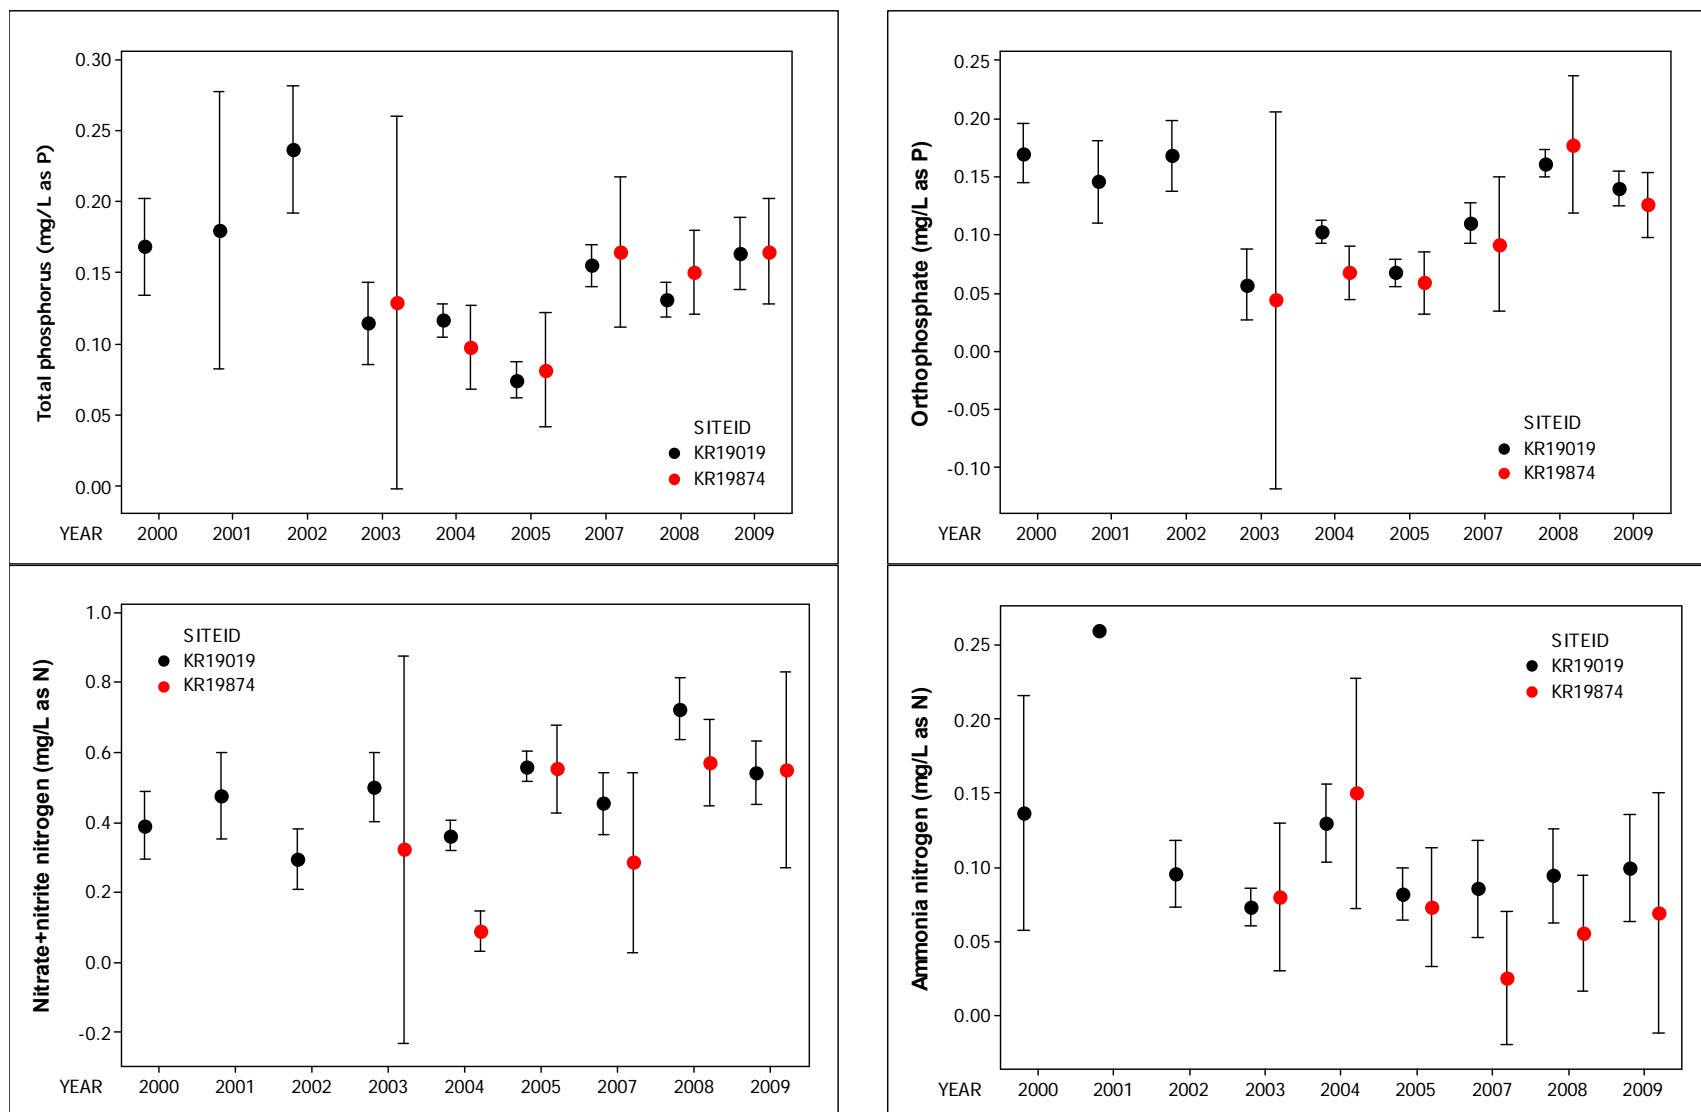 Total phosphorus (mg/L as P)
0.30
0.25
0.20
0.15
0.10
0.05
0.00
SITEID
KR19019
KR19874
YEAR 2000 2001 2002 2003 2004 2005 2007 2008 2009
Orthophosphate (mg/L as P)
0.25
0.20
0.15
0.10
0.05
0.00
-0.05
-0.10
SITEID
KR19019
KR19874
YEAR 2000 2001 2002 2003 2004 2005 2007 2008 2009
Nitrate+nitrite nitrogen (mg/L as N)
1.0
0.8
0.6
0.4
0.2
0.0
-0.2
SITEID
KR19019
KR19874
YEAR 2000 2001 2002 2003 2004 2005 2007 2008 2009
Ammonia nitrogen (mg/L as N)
0.25
0.20
0.15
0.10
0.05
0.00
SITEID
KR19019
KR19874
YEAR 2000 2001 2002 2003 2004 2005 2007 2008 2009